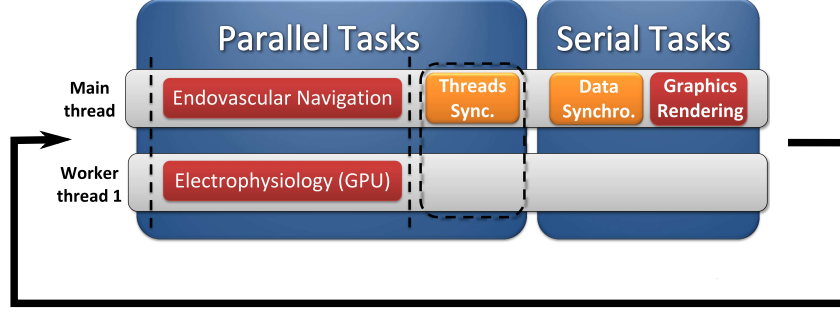 Parallel Tasks
Serial Tasks
Main
thread
Endovascular Navigation
Threads
Sync.
Data
Synchro.
Graphics
Rendering
Worker
thread 1
Electrophysiology (GPU)